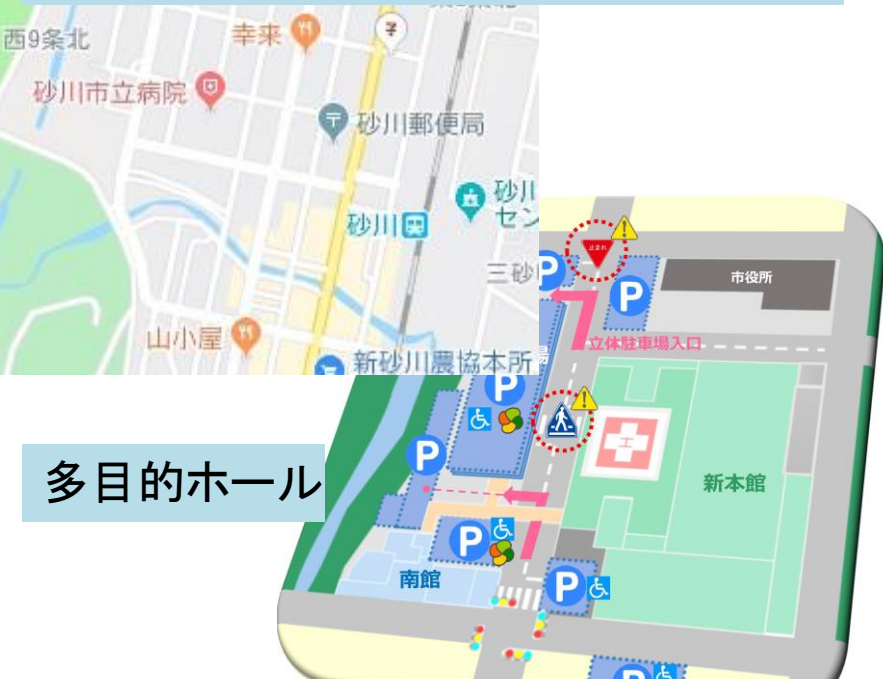 西9条北
幸来
砂川市立病院
砂川郵便局
砂川
セン
砂川
三砂
山小屋
新砂川農協本所
止まれ
市役所
P
P
立体駐車場入口
場
P
P
新本館
多目的ホール
P
南館
P
P